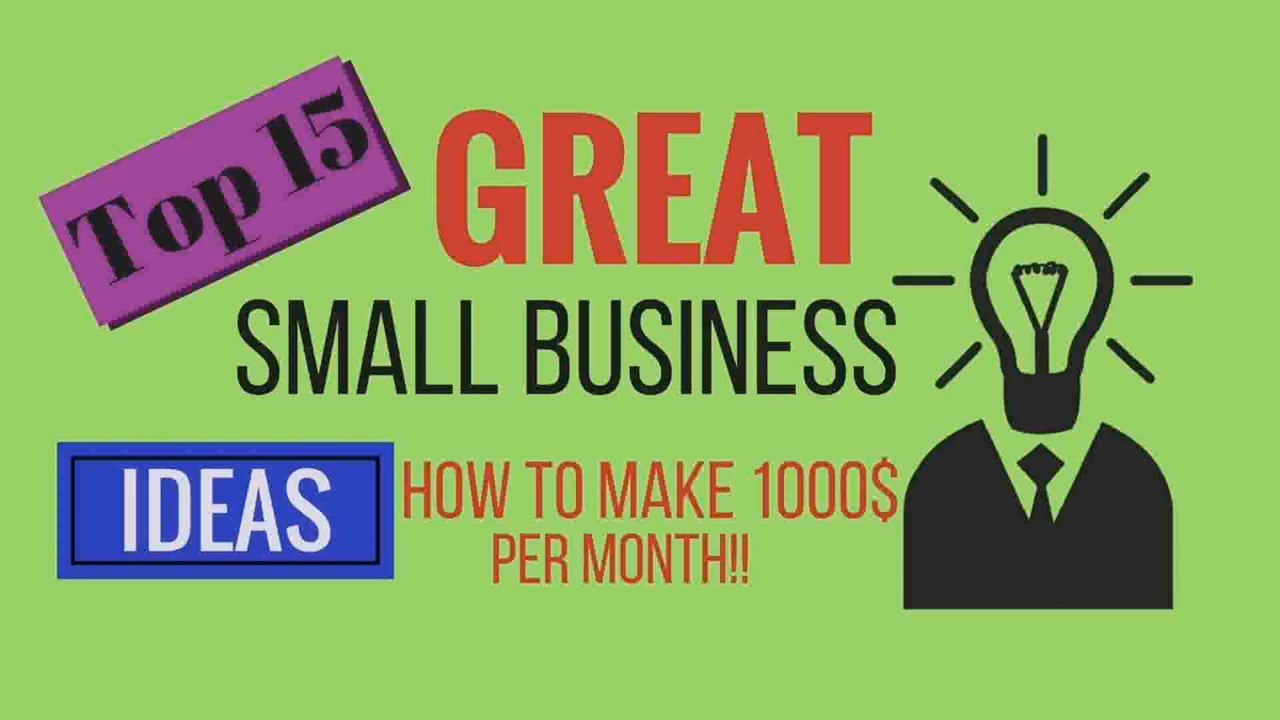 Top 15
GREAT
SMALL BUSINESS
IDEAS
HOW TO MAKE 1000$
PER MONTH!!